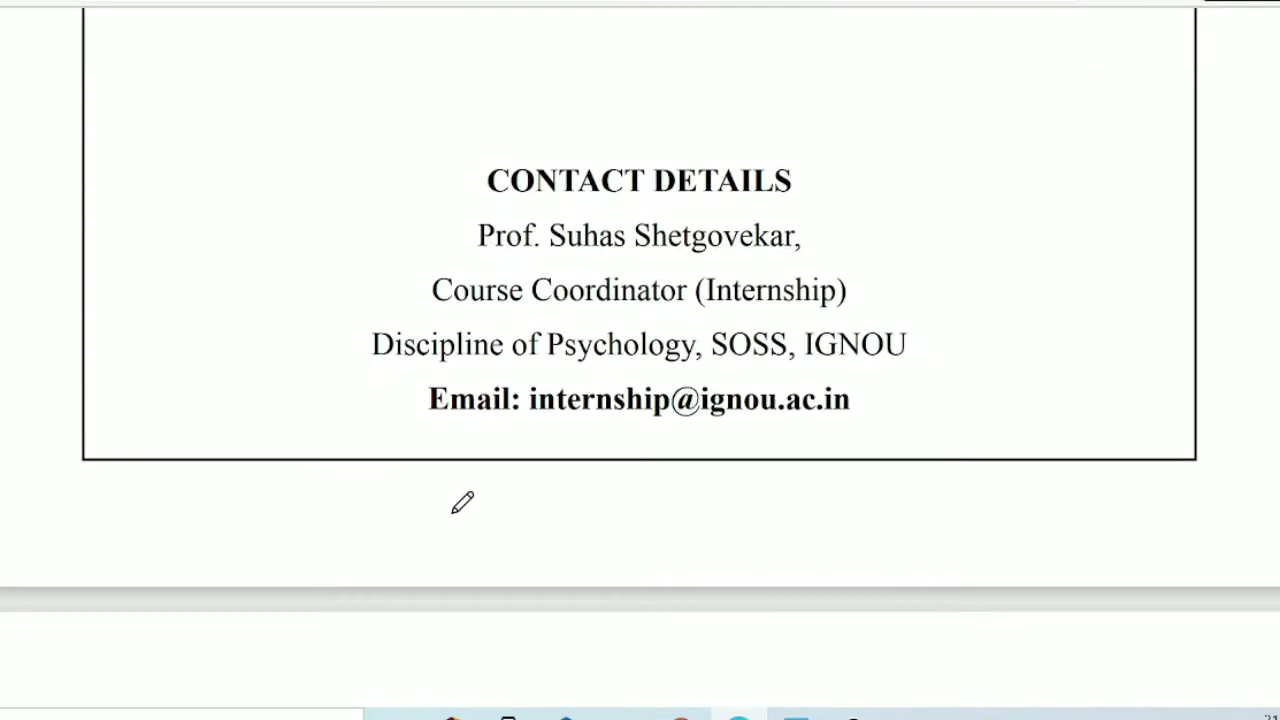 CONTACT DETAILS
Prof. Suhas Shetgovekar,
Course Coordinator (Internship)
Discipline of Psychology, SOSS, IGNOU
Email: internship@ignou.ac.in